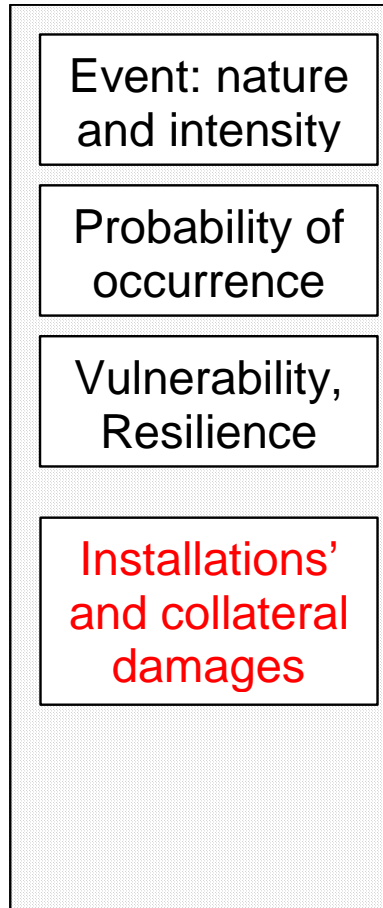 Event: nature
and intensity
Probability of
occurrence
Vulnerability,
Resilience
Installations’
and collateral
damages